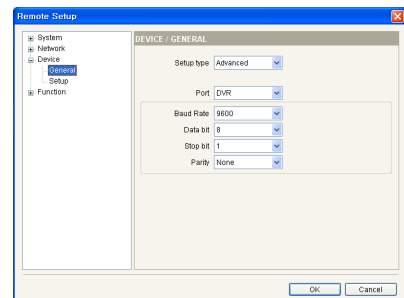 Remote Setup
System
Network
Device
General
Setup
Function
DEVICE / GENERAL
Setup type Advanced
Port DVR
Baud Rate 9600
Data bit 8
Stop bit 1
Parity None
OK Cancel